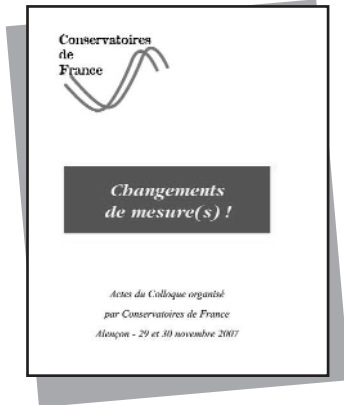 Conservatoires
de
France
Changements
de mesure(s) !
Actes du Colloque organisé
par Conservatoires de France
Alençon - 29 et 30 novembre 2007